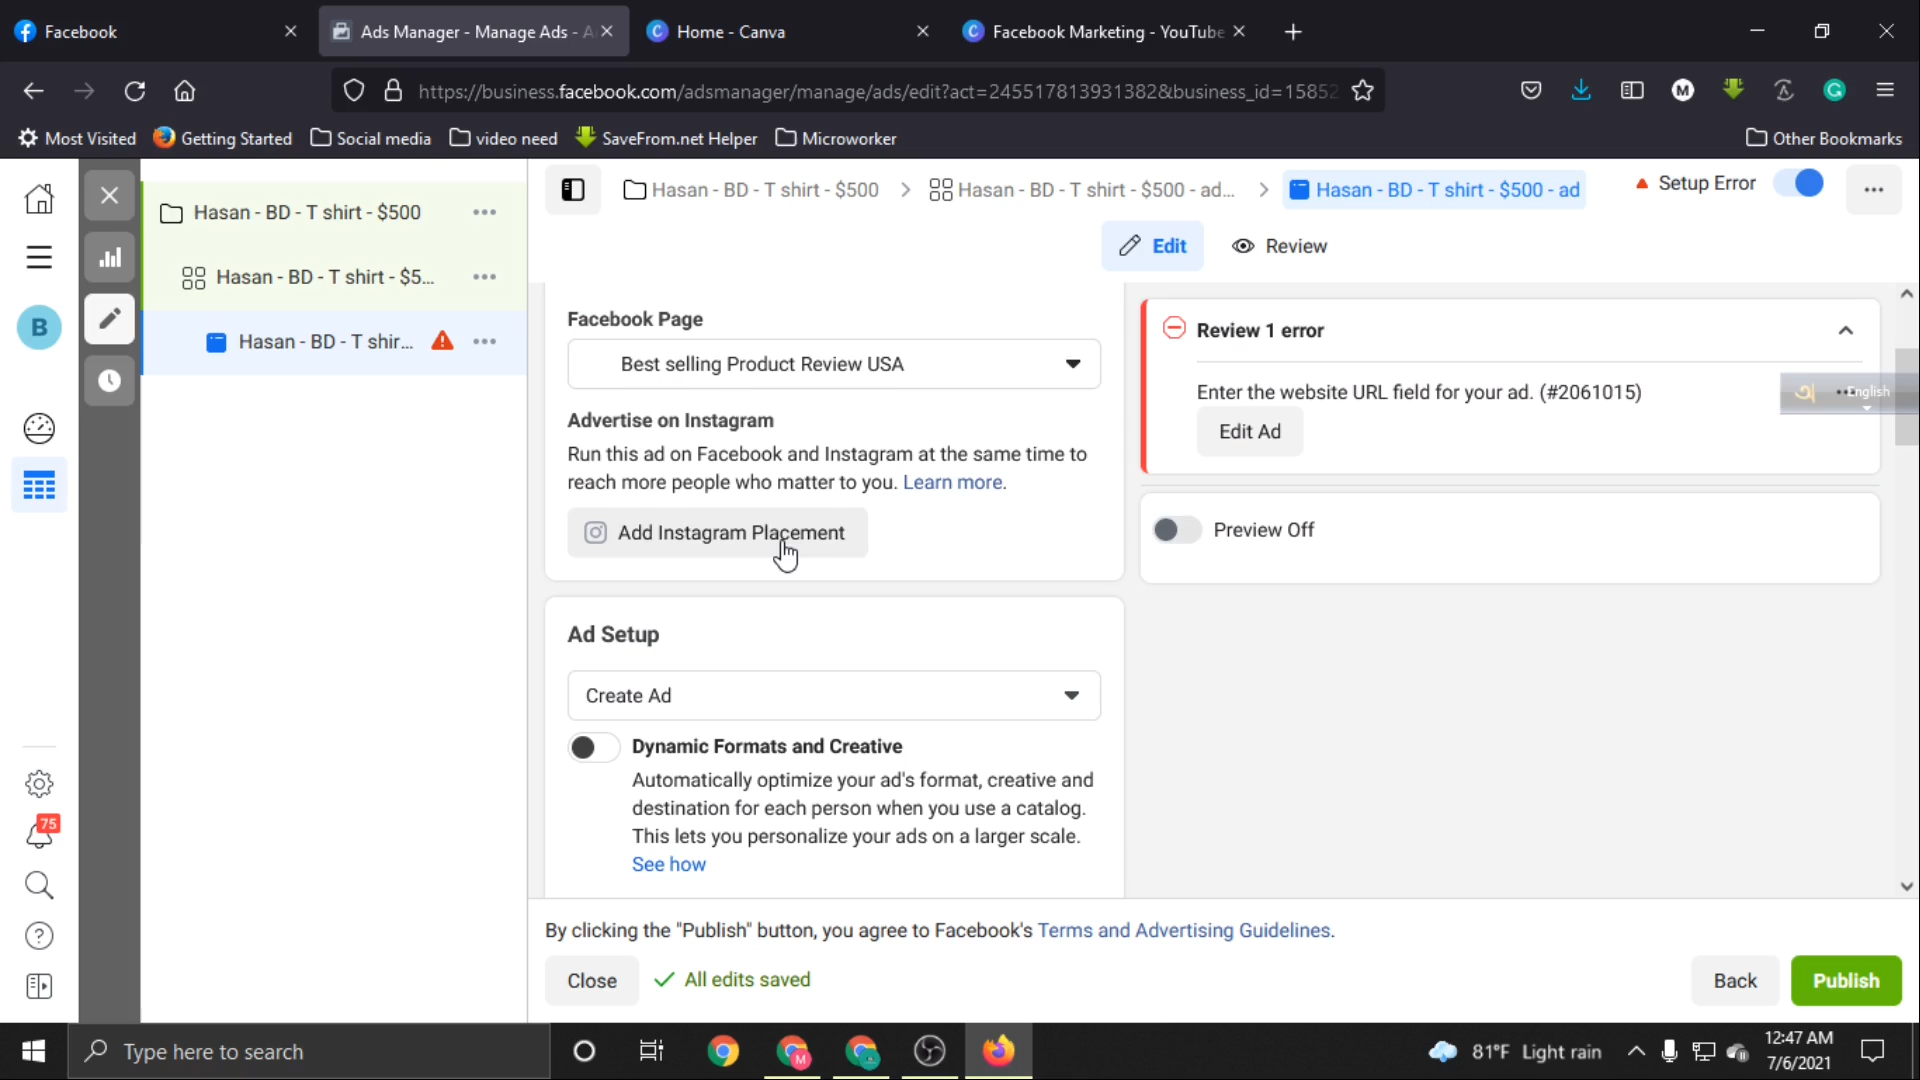 Facebook
Ads Manager - Manage Ads - A
Home - Canva
Facebook Marketing - YouTube
https://business.facebook.com/adsmanager/manage/ads/edit?act=245517813931382&business_id=15852
M
G
Most Visited
Getting Started
Social media
video need
SaveFrom.net Helper
Microworker
Other Bookmarks
Hasan - BD - T shirt - $500
Hasan - BD - T shirt - $5...
Hasan - BD - T shir...
B
75
Hasan - BD - T shirt - $500
Hasan - BD - T shirt - $500 - ad...
Hasan - BD - T shirt - $500 - ad
Setup Error
Edit
Review
Facebook Page
Best selling Product Review USA
Advertise on Instagram
Run this ad on Facebook and Instagram at the same time to
reach more people who matter to you. Learn more.
Add Instagram Placement
Ad Setup
Create Ad
Dynamic Formats and Creative
Automatically optimize your ad's format, creative and
destination for each person when you use a catalog.
This lets you personalize your ads on a larger scale.
See how
Review 1 error
Enter the website URL field for your ad. (#2061015)
Edit Ad
অ
English
Preview Off
By clicking the "Publish" button, you agree to Facebook's Terms and Advertising Guidelines.
Close
All edits saved
Back
Publish
Type here to search
M
81°F Light rain
12:47 AM
7/6/2021